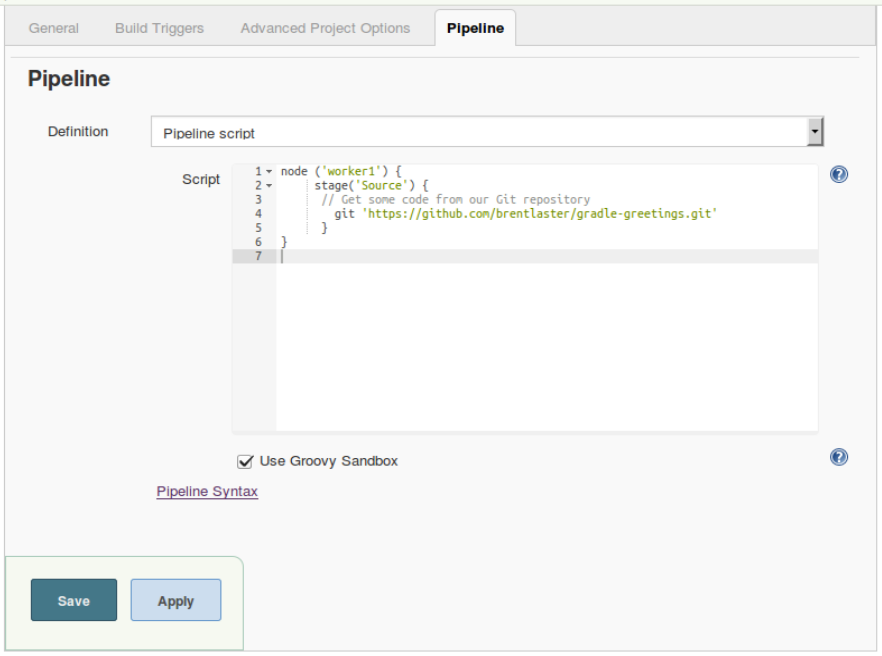 General Build Triggers Advanced Project Options Pipeline
Pipeline
Definition Pipeline script
Script
1 node ('worker1') {
2 stage('Source') {
3 // Get some code from our Git repository
4 git 'https://github.com/brentlaster/gradle-greetings.git'
5 }
6 }
7
?
Use Groovy Sandbox ?
Pipeline Syntax
Save Apply